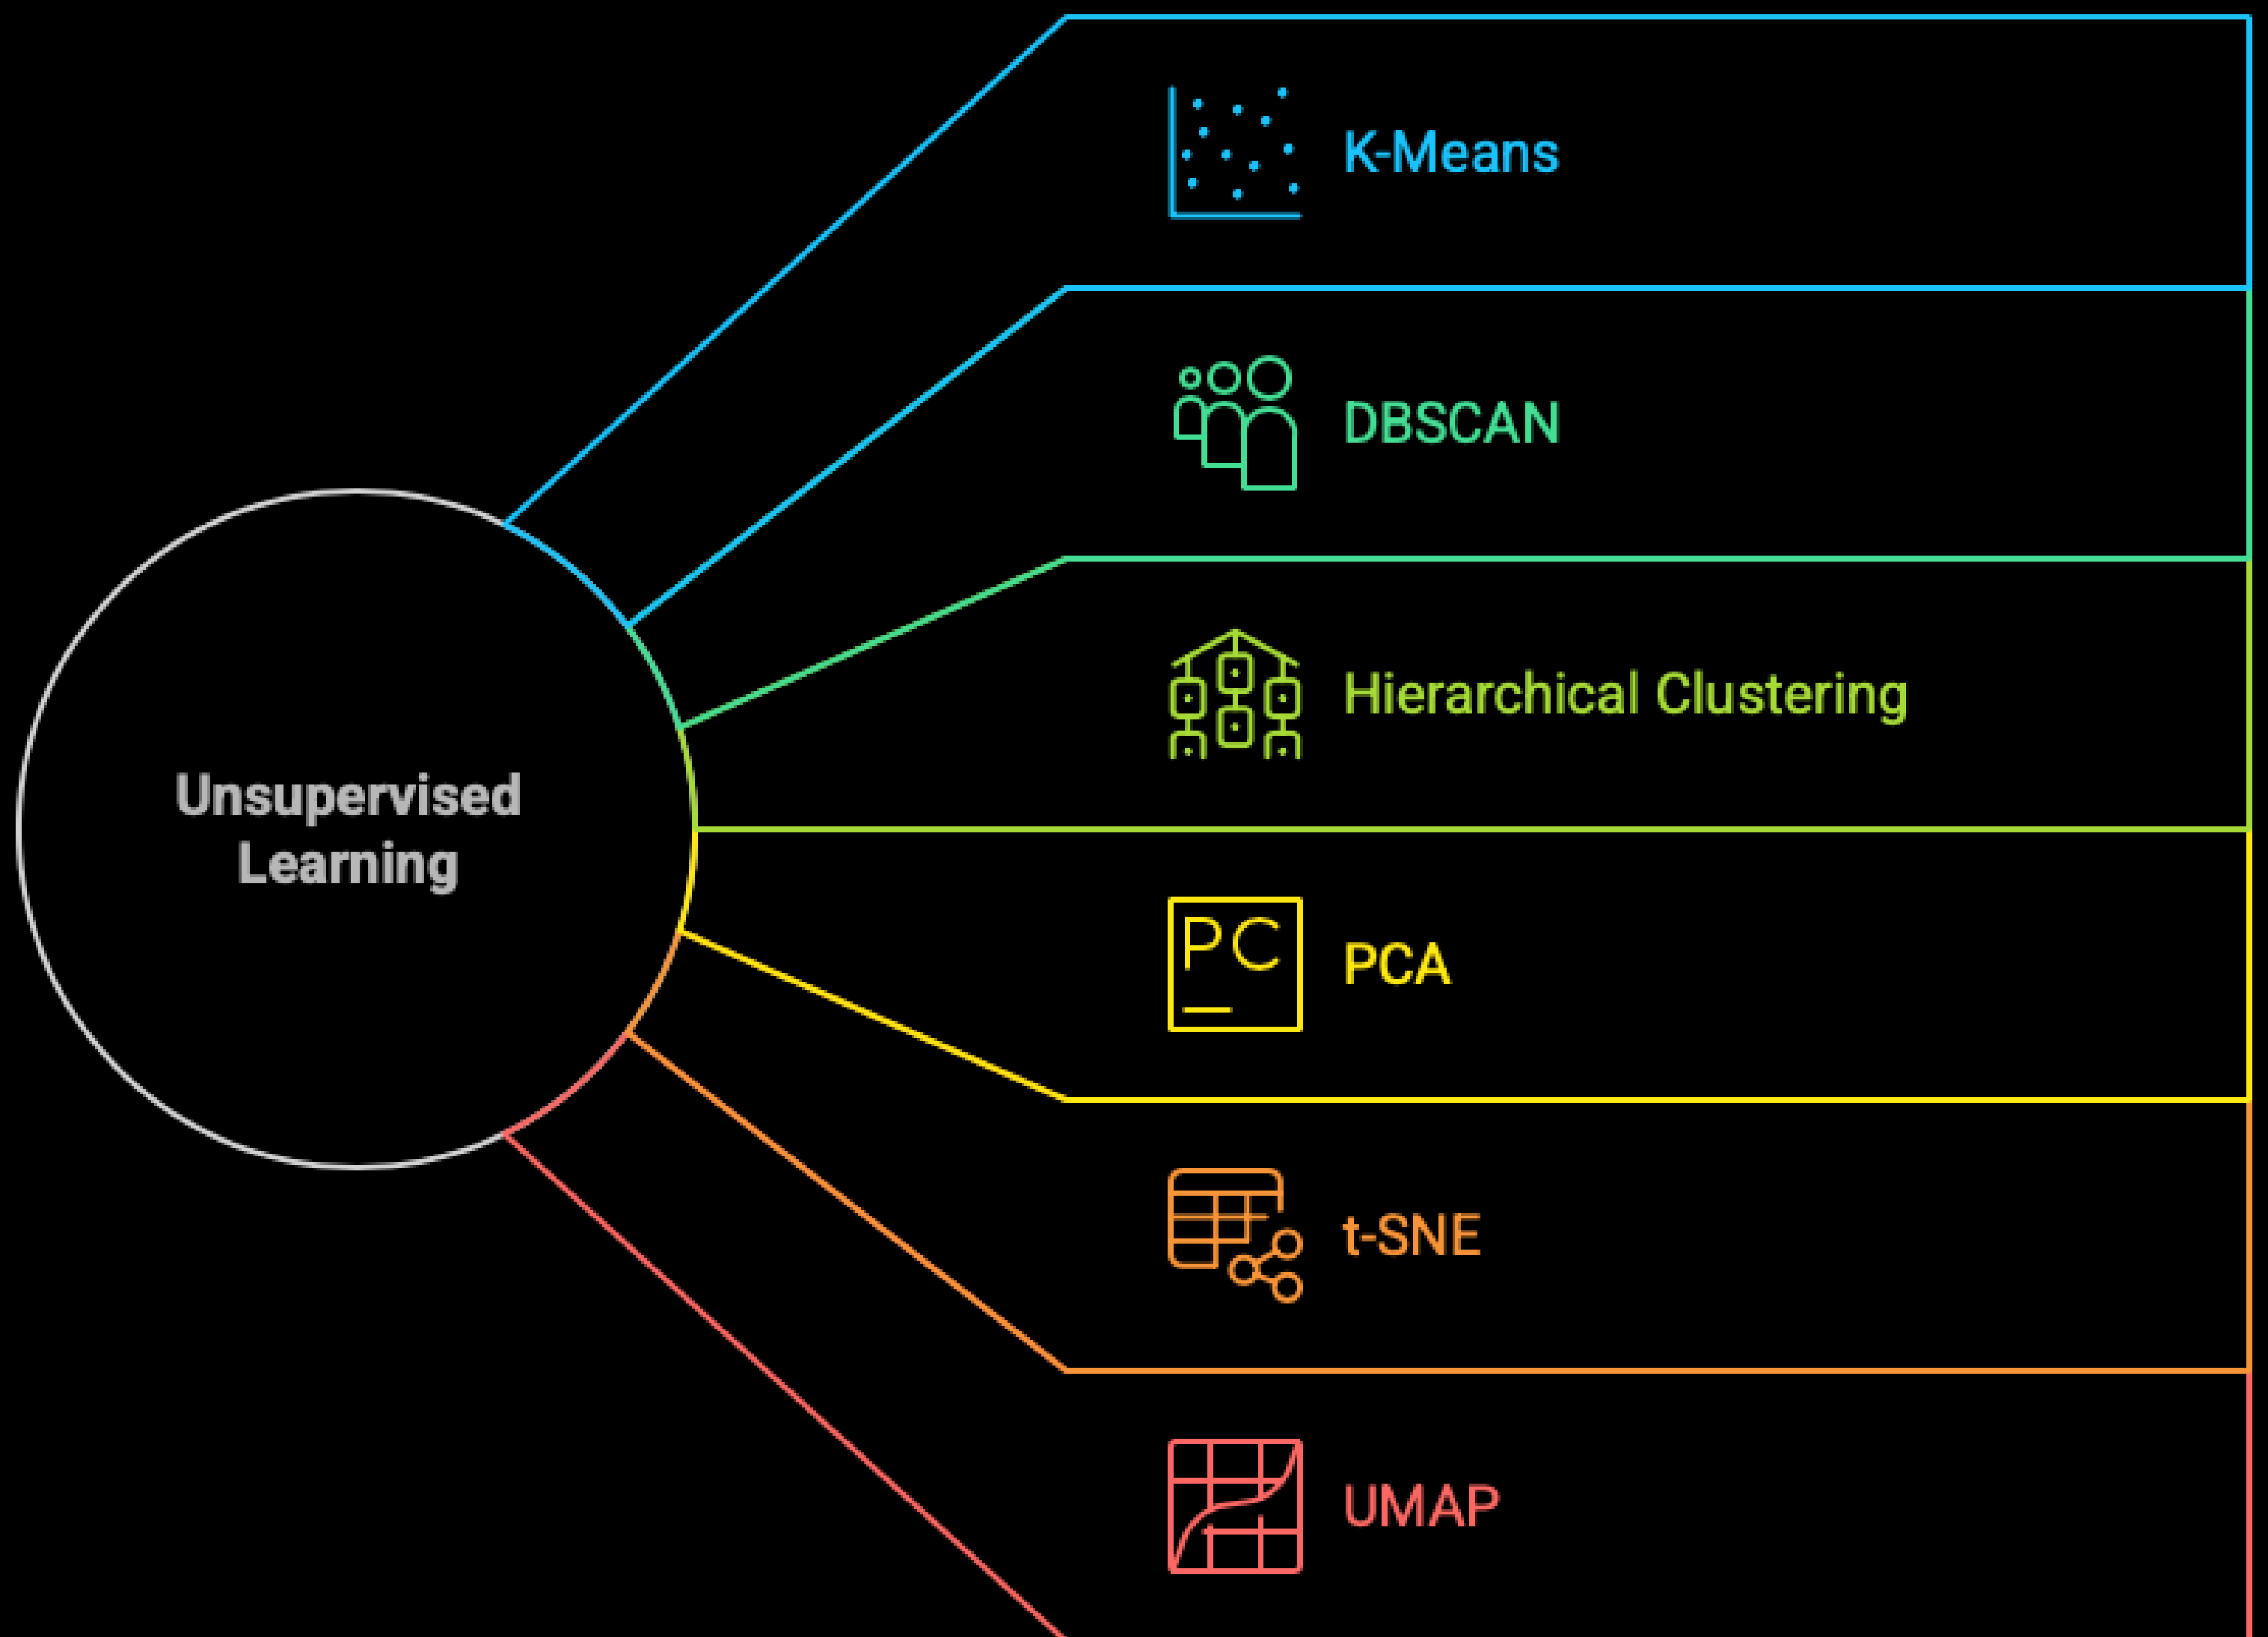 K-Means
DBSCAN
Hierarchical Clustering
Unsupervised
Learning
PC
PCA
t-SNE
UMAP